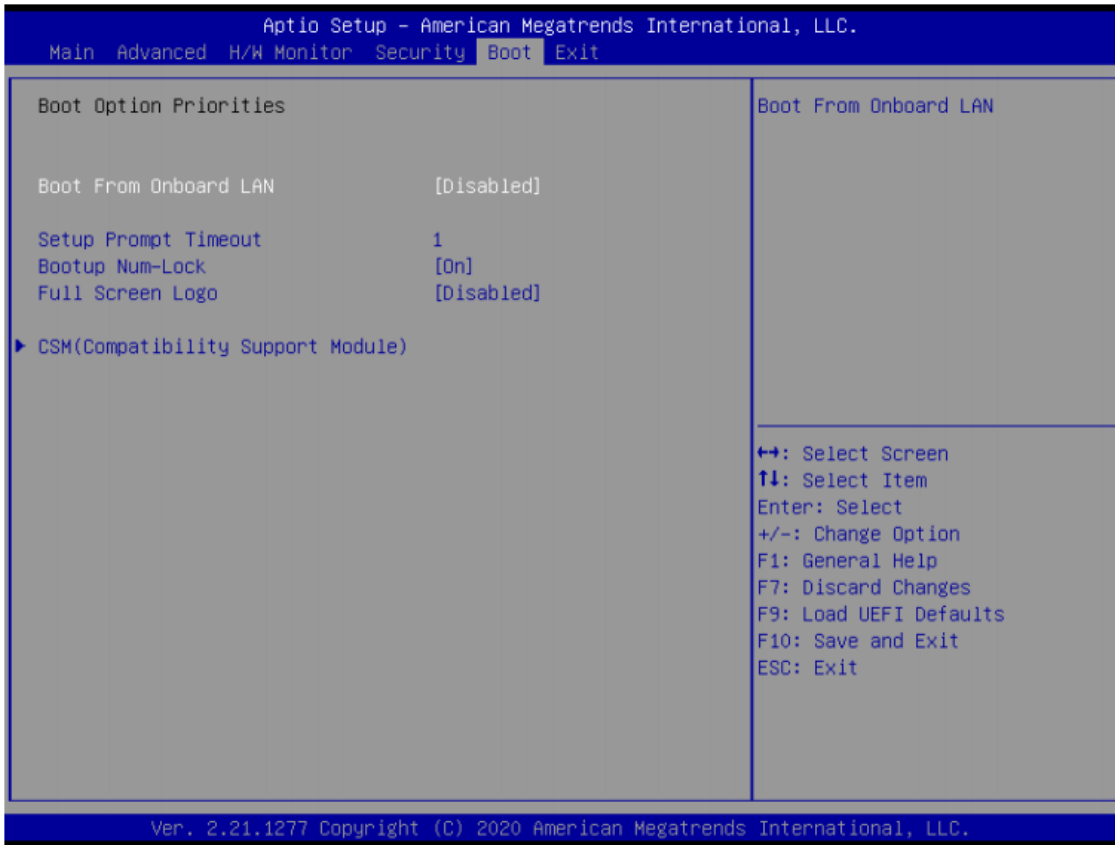 Aptio Setup – American Megatrends International, LLC.
Main Advanced H/W Monitor Security Boot Exit
Boot Option Priorities
Boot From Onboard LAN [Disabled]
Setup Prompt Timeout 1
Bootup Num-Lock [On]
Full Screen Logo [Disabled]
▶ CSM(Compatibility Support Module)
Boot From Onboard LAN
↔: Select Screen
↑↓: Select Item
Enter: Select
+/-: Change Option
F1: General Help
F7: Discard Changes
F9: Load UEFI Defaults
F10: Save and Exit
ESC: Exit
Ver. 2.21.1277 Copyright (C) 2020 American Megatrends International, LLC.